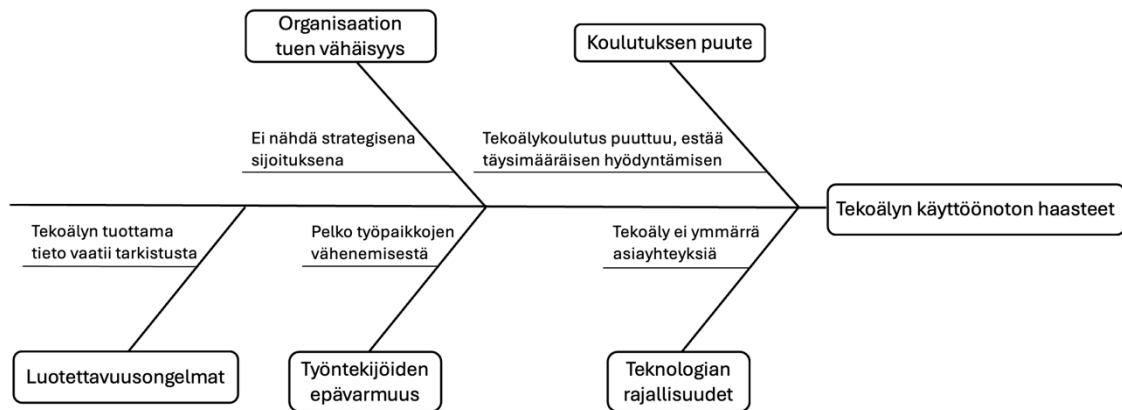 Organisaation
tuen vähäisyys
Koulutuksen puute
Ei nähdä strategisena
sijoituksena
Tekoälykoulutus puuttuu, estää
täysimääräisen hyödyntämisen
Tekoälyn käyttöönoton haasteet
Tekoälyn tuottama
tieto vaatii tarkistusta
Pelko työpaikkojen
vähenemisestä
Tekoäly ei ymmärrä
asiayhteyksiä
Luotettavuusongelmat
Työntekijöiden
epävarmuus
Teknologian
rajallisuudet